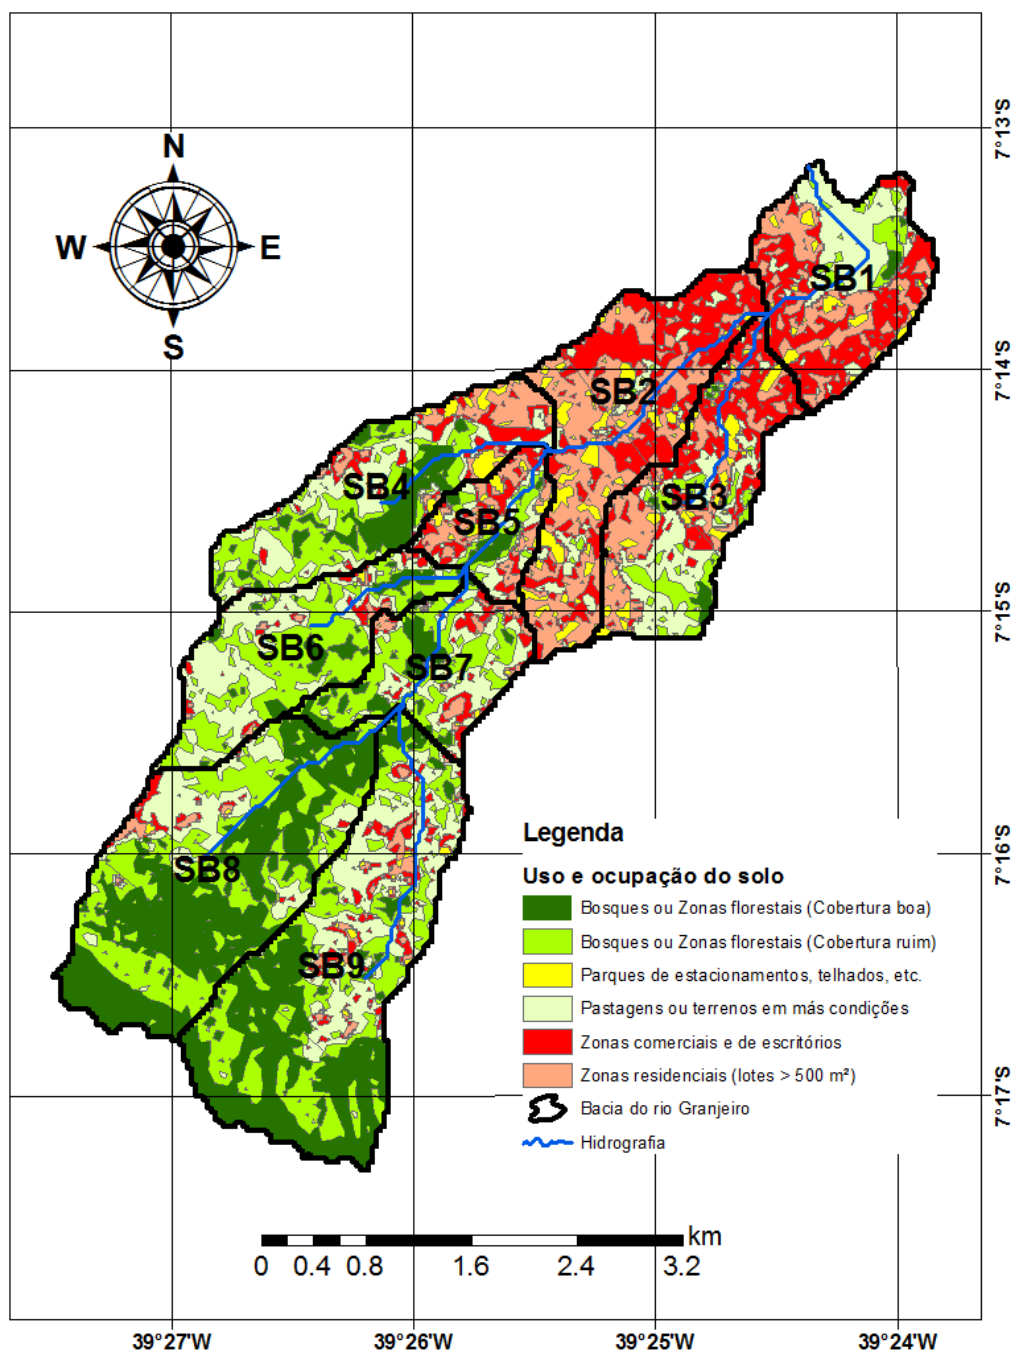 N
W
E
S
7°13'S
7°14'S
7°15'S
7°16'S
7°17'S
SB1
SB2
SB3
SB4
SB5
SB6
SB7
SB8
SB9
Legenda
Uso e ocupação do solo
Bosques ou Zonas florestais (Cobertura boa)
Bosques ou Zonas florestais (Cobertura ruim)
Parques de estacionamentos, telhados, etc.
Pastagens ou terrenos em más condições
Zonas comerciais e de escritórios
Zonas residenciais (lotes > 500 m²)
Bacia do rio Granjeiro
Hidrografia
km
0 0.4 0.8 1.6 2.4 3.2
39°27'W 39°26'W 39°25'W 39°24'W